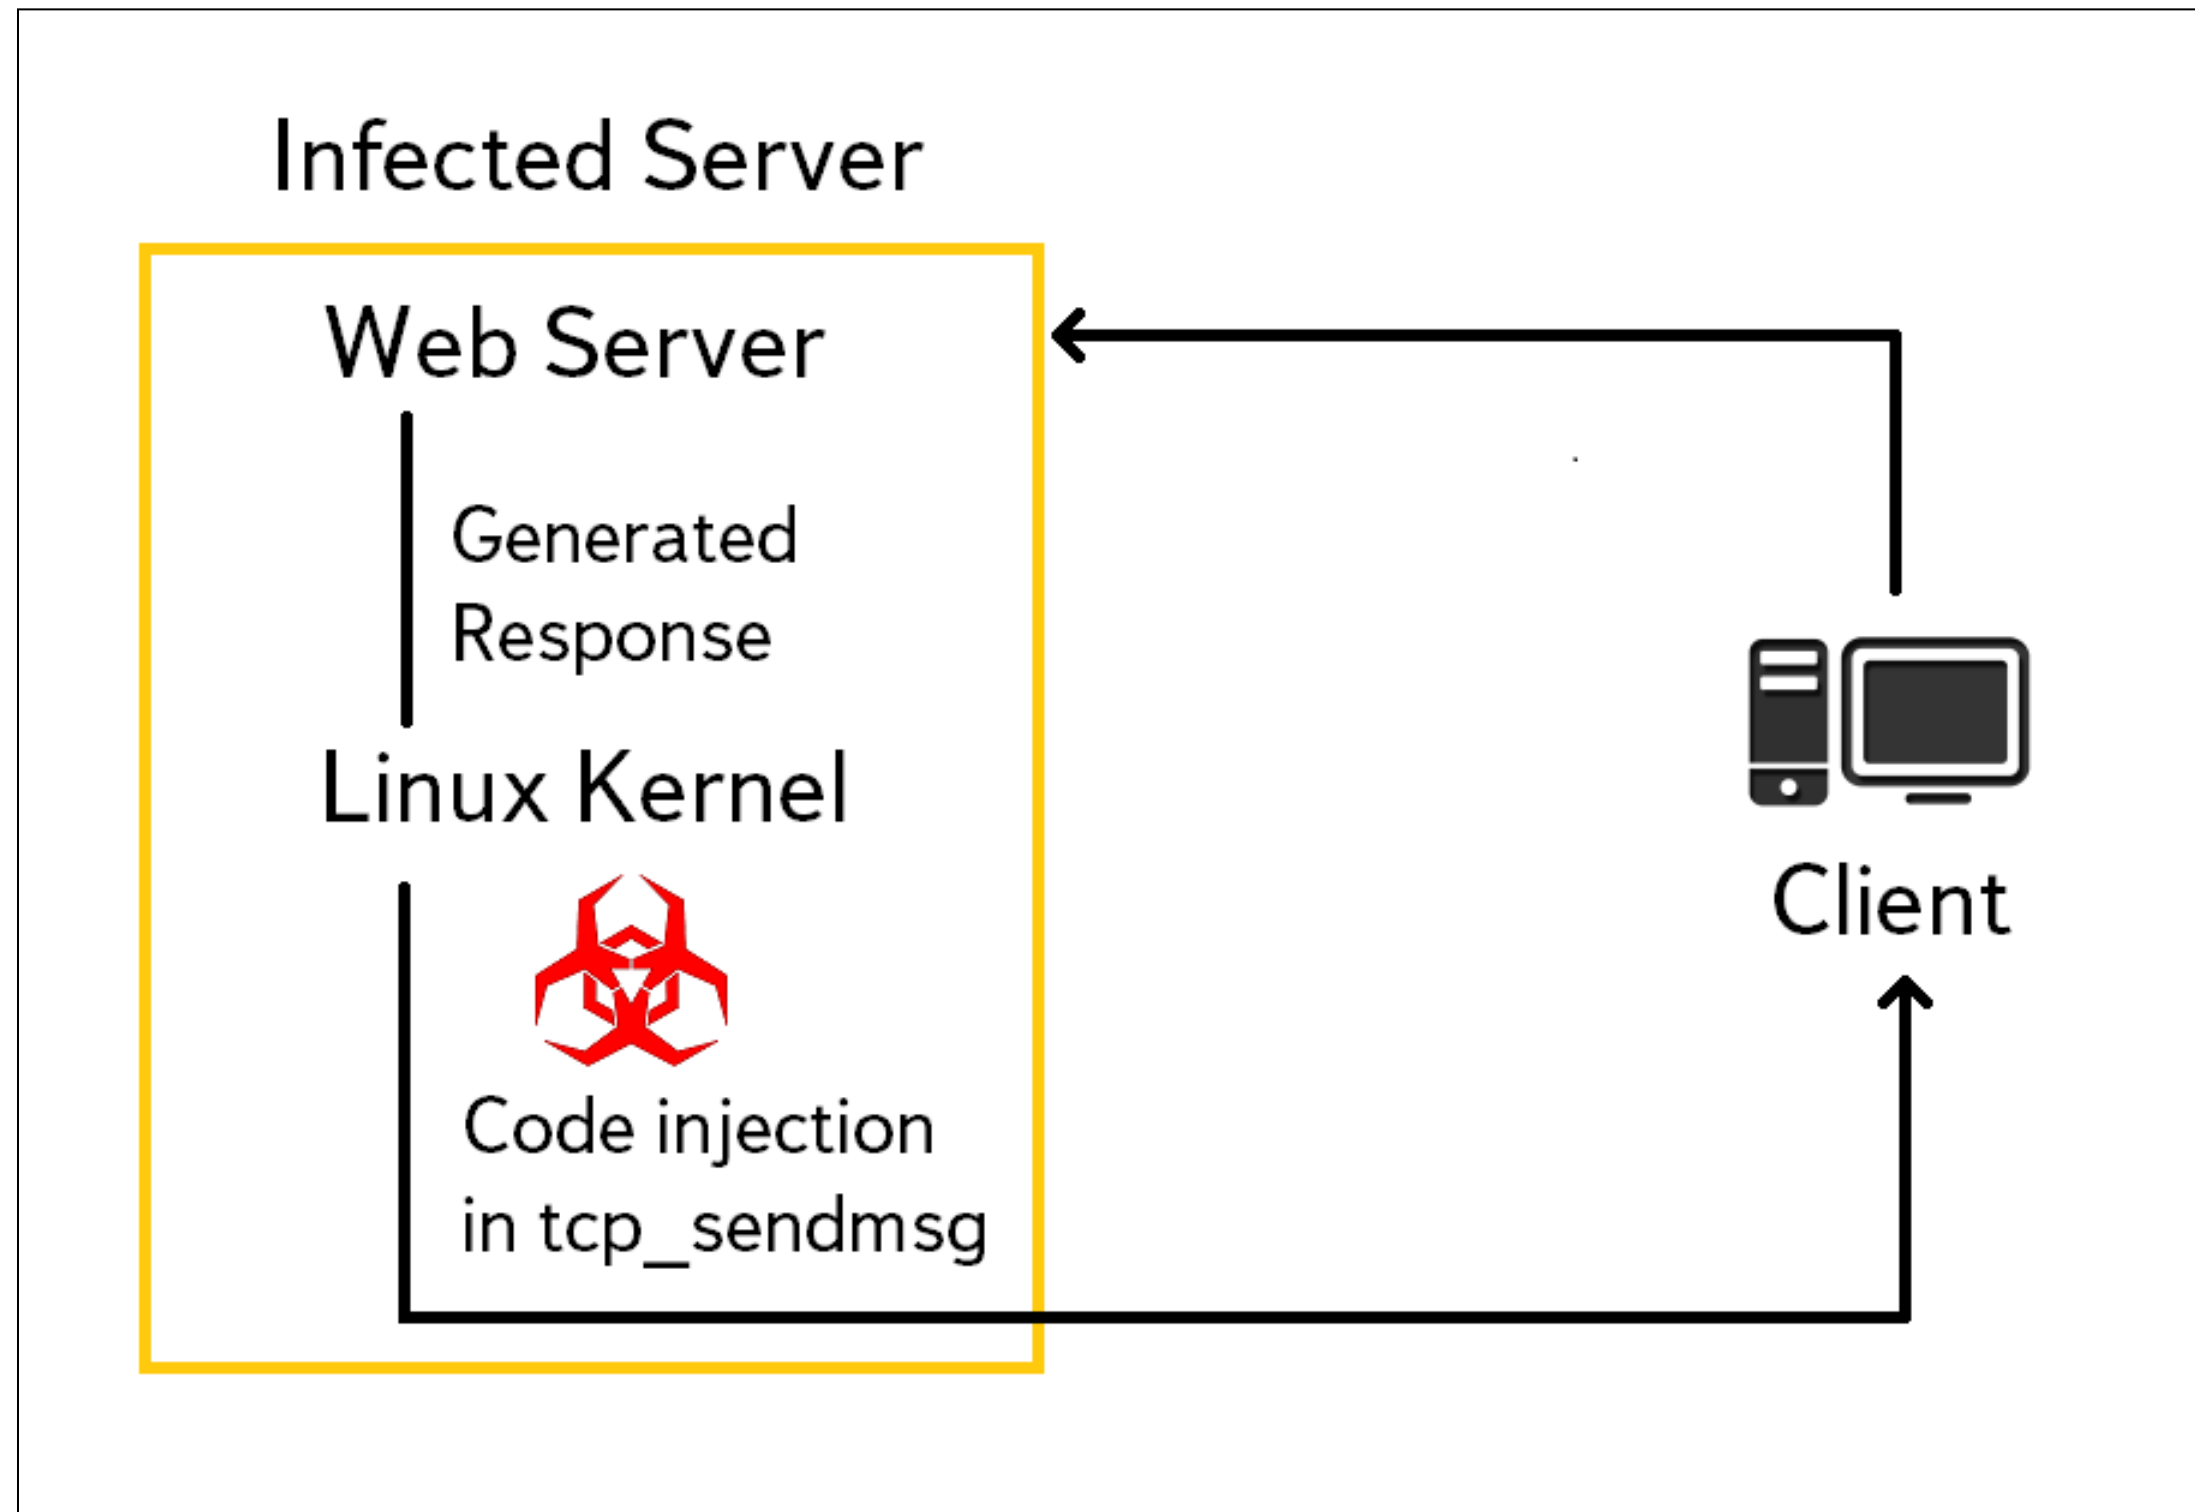 Infected Server
Web Server
Generated
Response
Linux Kernel
Code injection
in tcp_sendmsg
Client